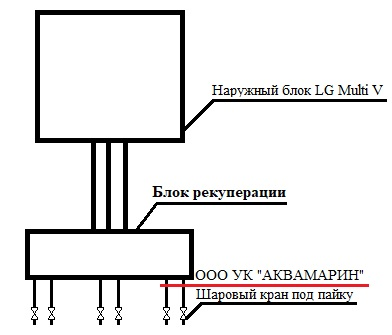 Наружный блок LG Multi V
Блок рекуперации
ООО УК "АКВАМАРИН"
Шаровый кран под пайку